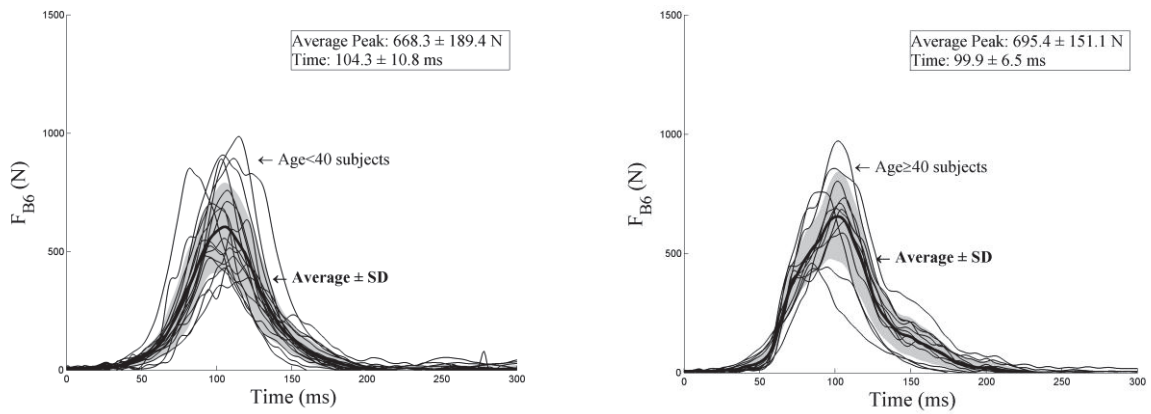 1500
Average Peak: 668.3 ± 189.4 N
Time: 104.3 ± 10.8 ms
1000
← Age<40 subjects
F_B6 (N)
500
← Average ± SD
0
0 50 100 150 200 250 300
Time (ms)
1500
Average Peak: 695.4 ± 151.1 N
Time: 99.9 ± 6.5 ms
1000
← Age≥40 subjects
F_B6 (N)
500
← Average ± SD
0
0 50 100 150 200 250 300
Time (ms)